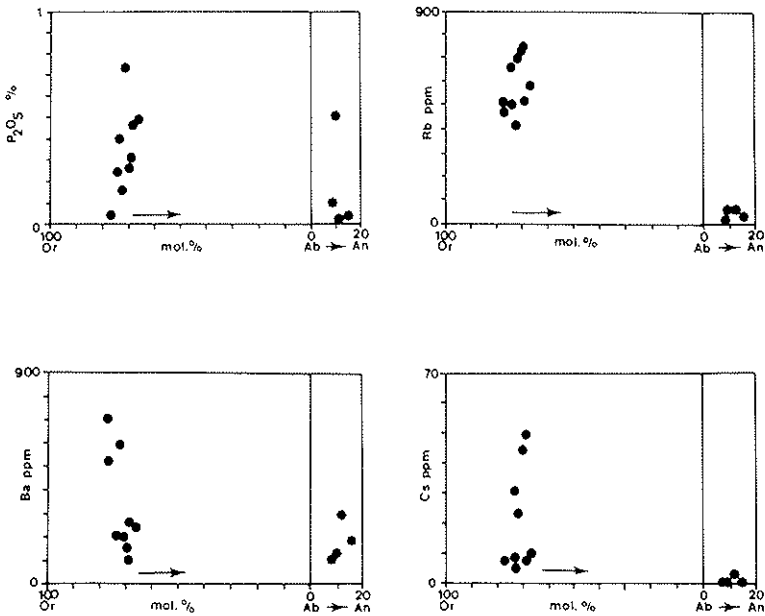 1
P₂O₅ %
0
100 0 20
Or mol.% Ab → An
900
Rb ppm
0
100 0 20
Or mol.% Ab → An
900
Ba ppm
0
100 0 20
Or mol.% Ab → An
70
Cs ppm
0
100 0 20
Or mol.% Ab → An